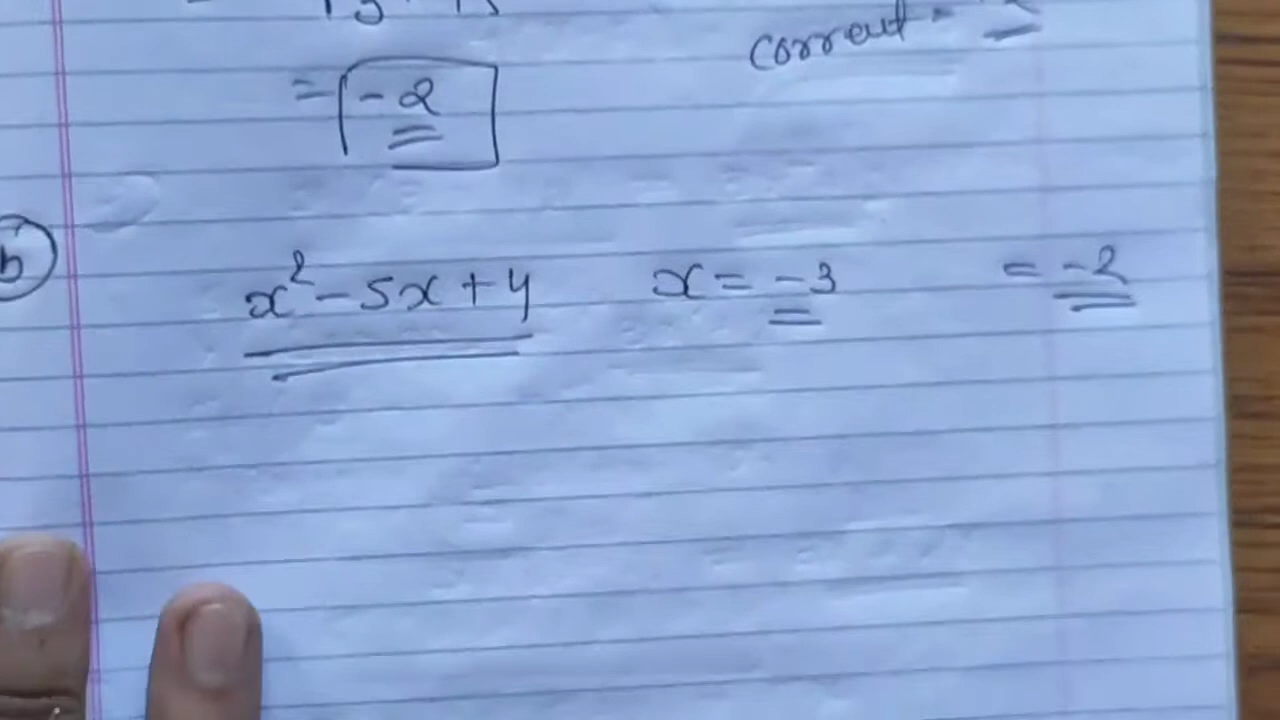 correct =
= -2
b
x² - 5x + 4 x = -3 = -2